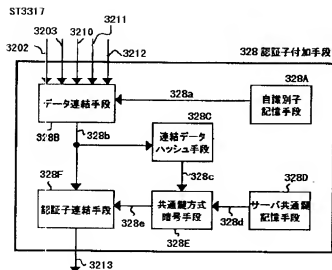 ST3317
3211
3203 3210
3202
3212
328 認証子付加手段
328A
データ連結手段
328a
自識別子
記憶手段
328B
328b
328C
連結データ
ハッシュ手段
328F
328c
328D
認証子連結手段
328e
共通鍵方式
暗号手段
328d
サーバ共通鍵
記憶手段
328E
3213